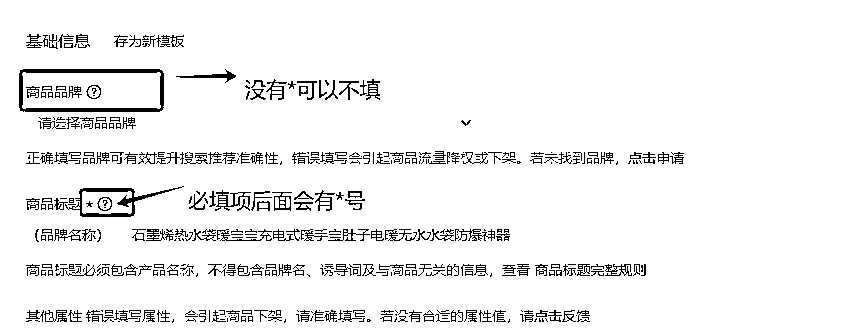 基础信息 存为新模板
商品品牌 ?
没有*可以不填
请选择商品品牌
正确填写品牌可有效提升搜索推荐准确性，错误填写会引起商品流量降权或下架。若未找到品牌，点击申请
商品标题 * ?
必填项后面会有*号
（品牌名称） 石墨烯热水袋暖宝宝充电式暖手宝肚子电暖无水水袋防爆神器
商品标题必须包含产品名称，不得包含品牌名、诱导词及与商品无关的信息，查看 商品标题完整规则
其他属性 错误填写属性，会引起商品下架，请准确填写。若没有合适的属性值，请点击反馈